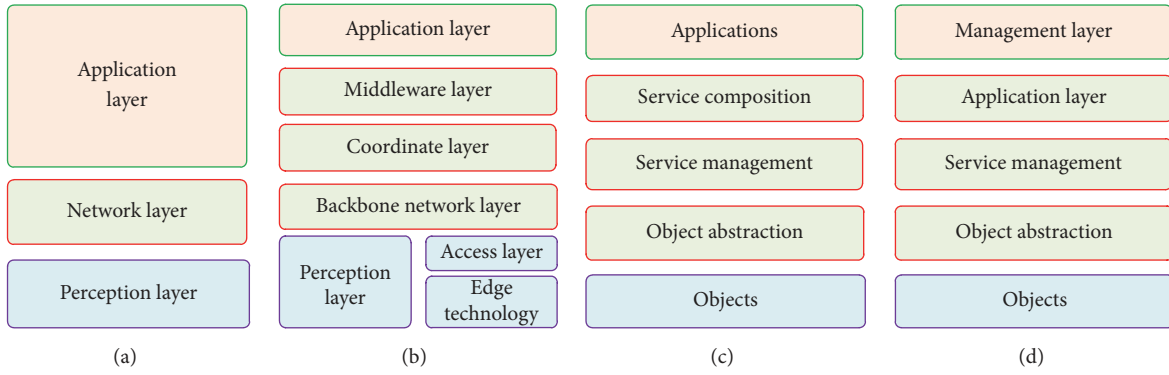 Application
layer
Network layer
Perception layer
(a)
Application layer
Middleware layer
Coordinate layer
Backbone network layer
Perception
layer
Access layer
Edge
technology
(b)
Applications
Service composition
Service management
Object abstraction
Objects
(c)
Management layer
Application layer
Service management
Object abstraction
Objects
(d)